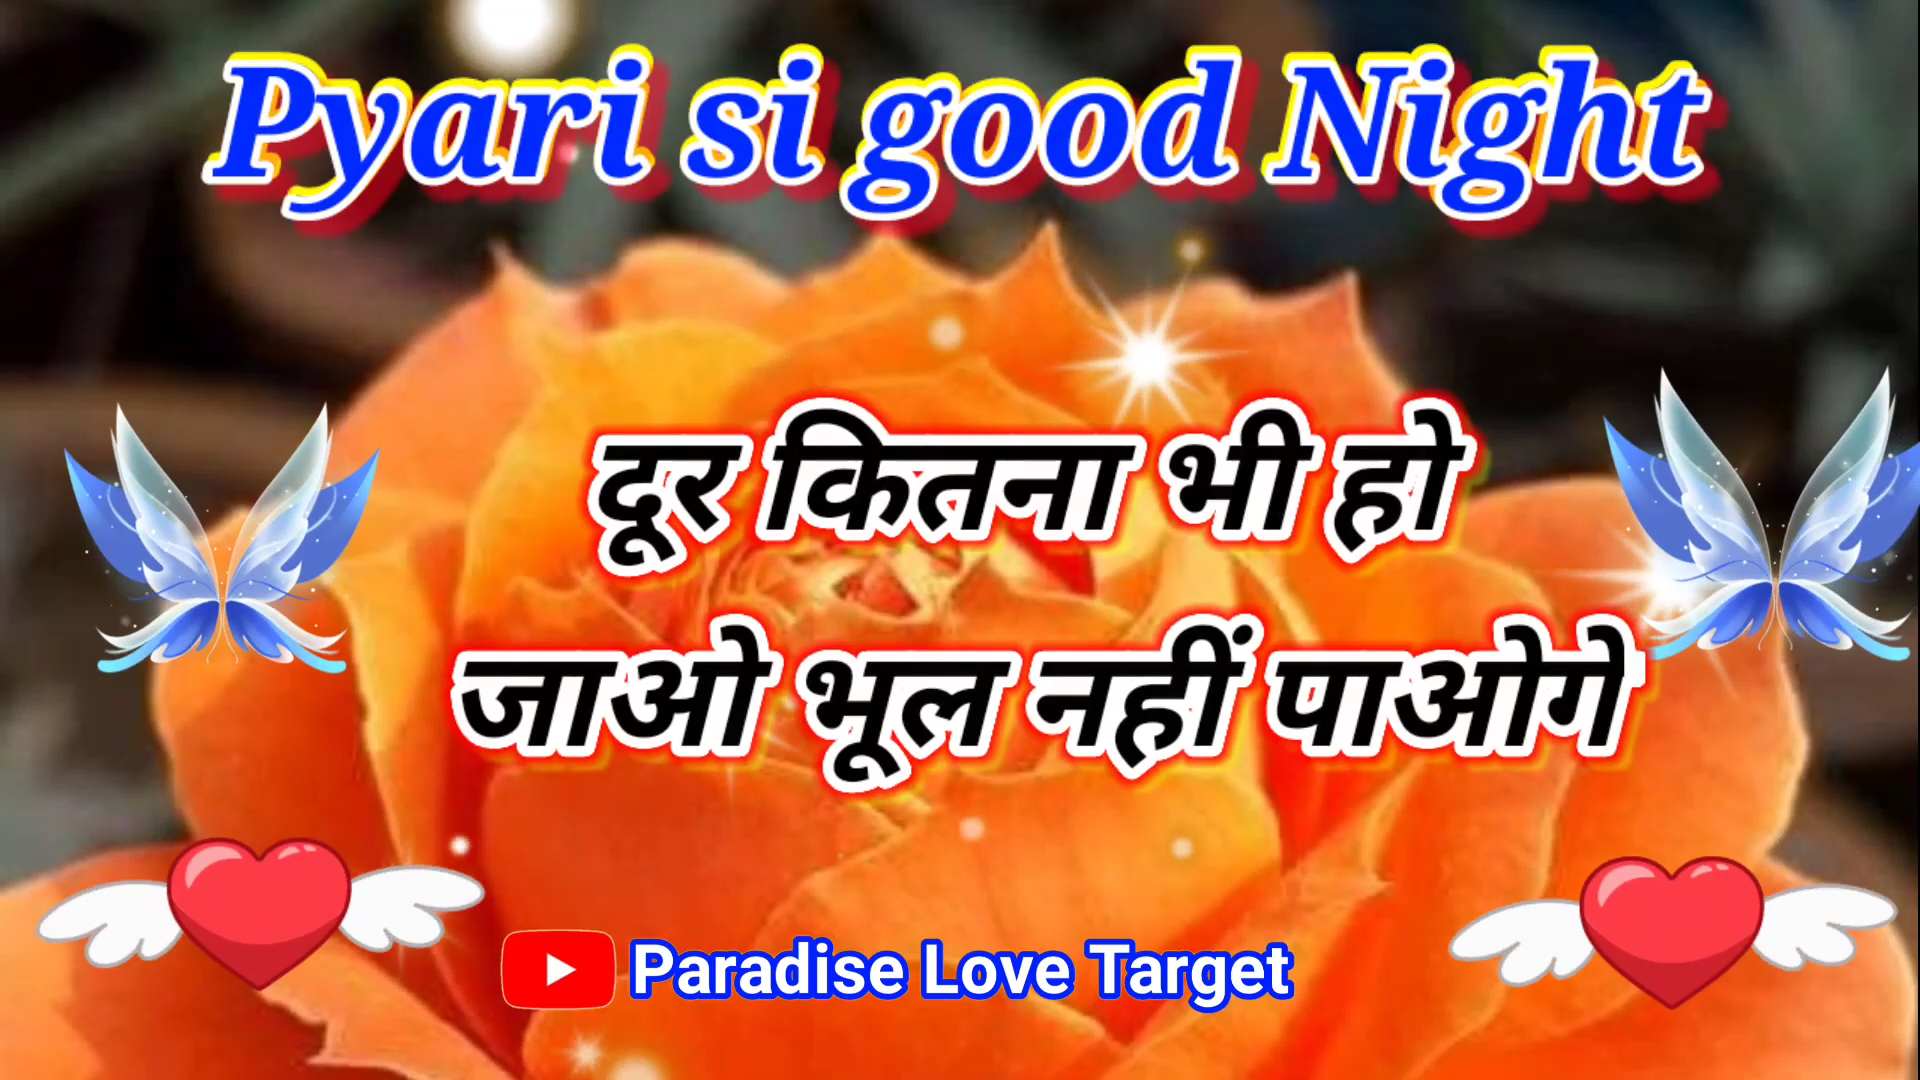 Pyari si good Night
दूर कितना भी हो
जाओ भूल नहीं पाओगे
Paradise Love Target